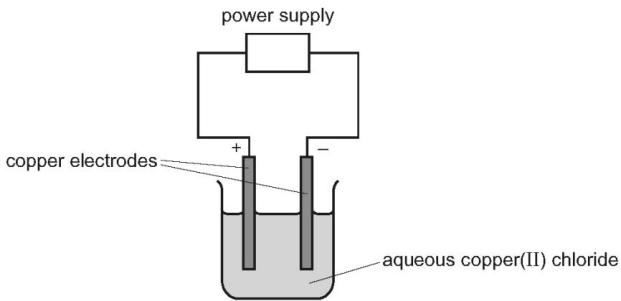 power supply
+ −
copper electrodes
aqueous copper(II) chloride